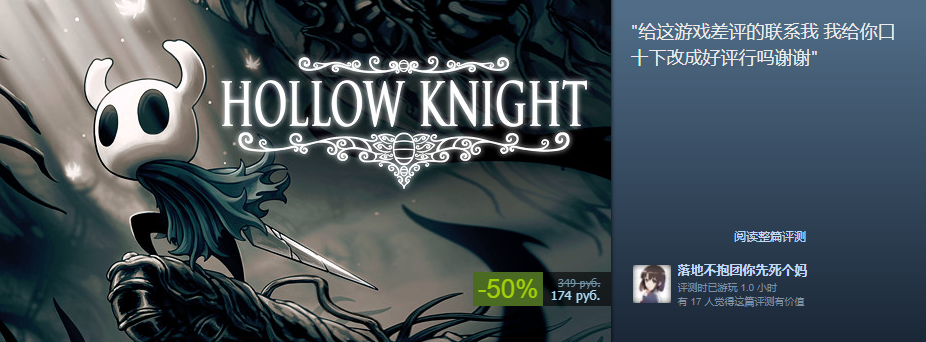 HOLLOW KNIGHT
-50%
349 руб.
174 руб.
"给这游戏差评的联系我 我给你口
十下改成好评行吗谢谢"
阅读整篇评测
落地不抱团你先死个妈
评测时已游玩 1.0 小时
有 17 人觉得这篇评测有价值